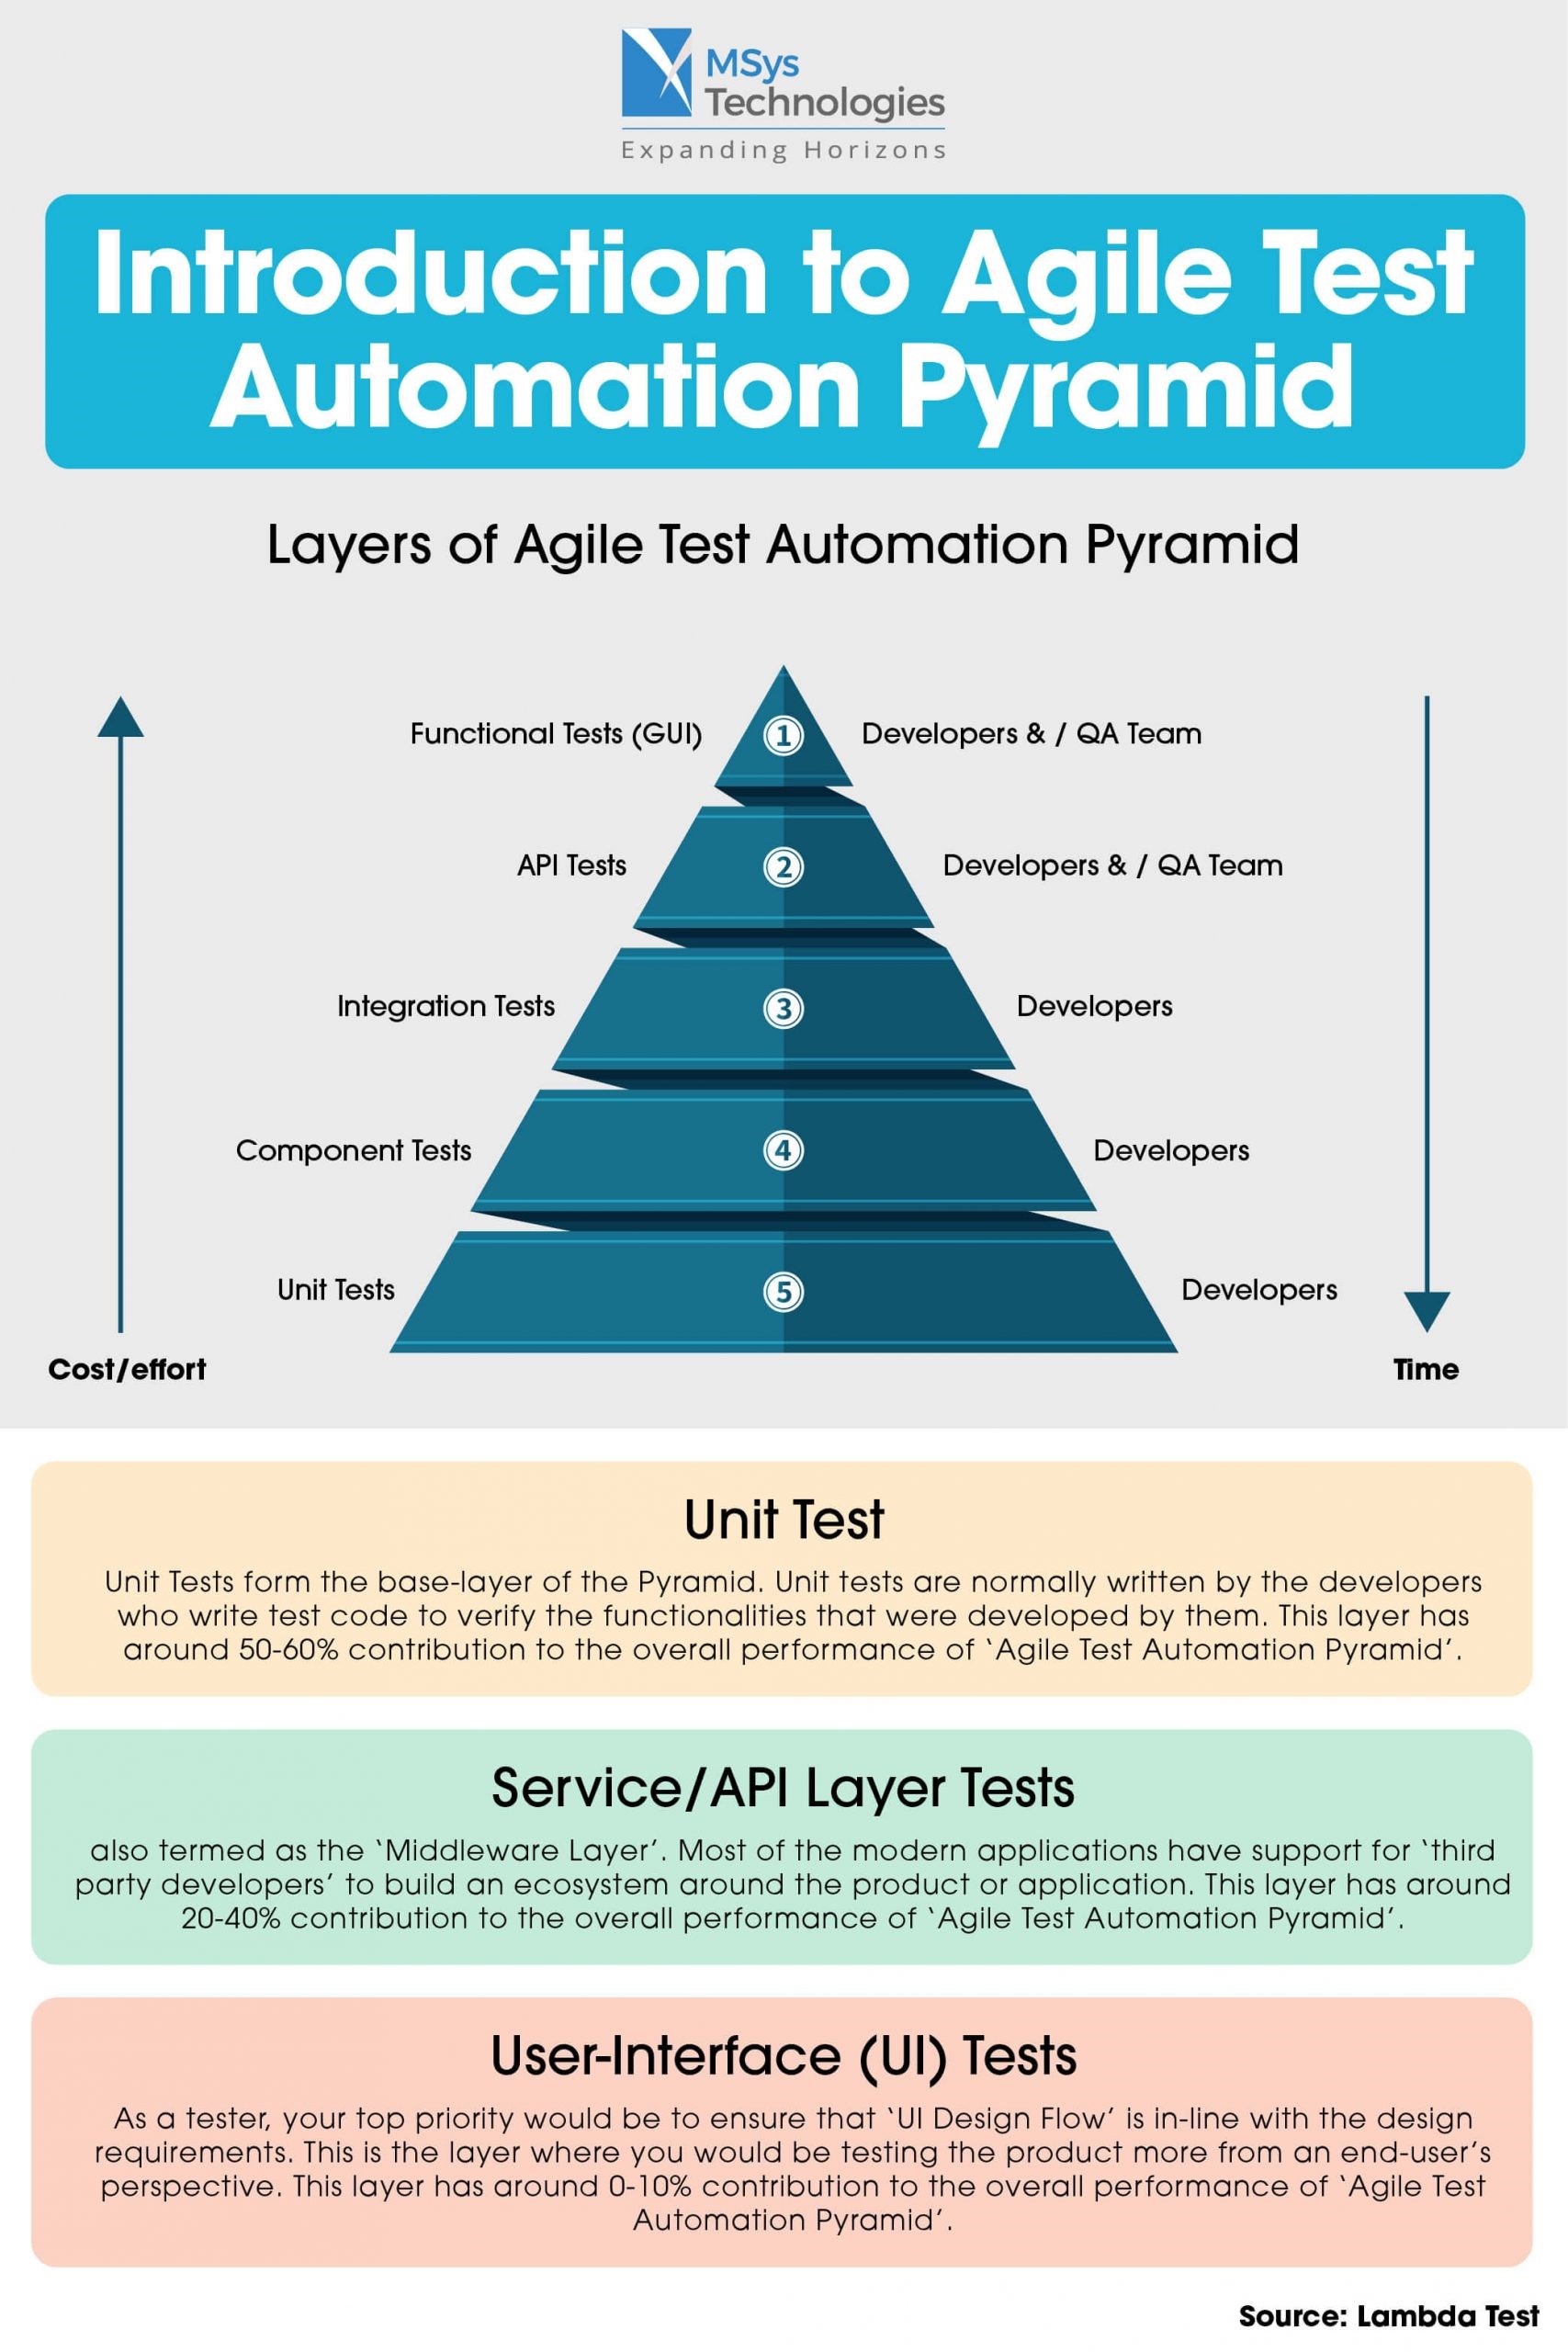 MSys
Technologies
Expanding Horizons
Introduction to Agile Test
Automation Pyramid
Layers of Agile Test Automation Pyramid
Functional Tests (GUI) 1 Developers & / QA Team
API Tests 2 Developers & / QA Team
Integration Tests 3 Developers
Component Tests 4 Developers
Unit Tests 5 Developers
Cost/effort Time
Unit Test
Unit Tests form the base-layer of the Pyramid. Unit tests are normally written by the developers
who write test code to verify the functionalities that were developed by them. This layer has
around 50-60% contribution to the overall performance of ‘Agile Test Automation Pyramid’.
Service/API Layer Tests
also termed as the ‘Middleware Layer’. Most of the modern applications have support for ‘third
party developers’ to build an ecosystem around the product or application. This layer has around
20-40% contribution to the overall performance of ‘Agile Test Automation Pyramid’.
User-Interface (UI) Tests
As a tester, your top priority would be to ensure that ‘UI Design Flow’ is in-line with the design
requirements. This is the layer where you would be testing the product more from an end-user’s
perspective. This layer has around 0-10% contribution to the overall performance of ‘Agile Test
Automation Pyramid’.
Source: Lambda Test